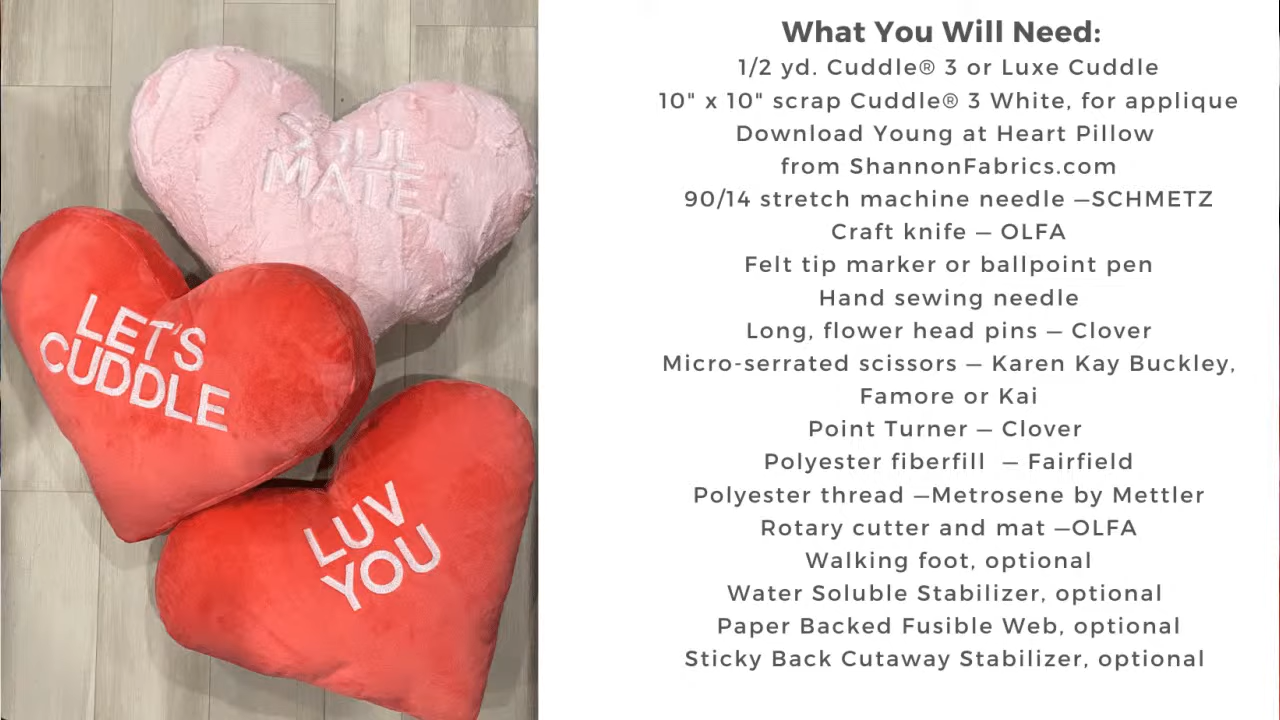 SOUL
MATE!
LET'S
CUDDLE
LUV
YOU
What You Will Need:
1/2 yd. Cuddle® 3 or Luxe Cuddle
10" x 10" scrap Cuddle® 3 White, for applique
Download Young at Heart Pillow
from ShannonFabrics.com
90/14 stretch machine needle —SCHMETZ
Craft knife — OLFA
Felt tip marker or ballpoint pen
Hand sewing needle
Long, flower head pins — Clover
Micro-serrated scissors — Karen Kay Buckley,
Famore or Kai
Point Turner — Clover
Polyester fiberfill — Fairfield
Polyester thread —Metrosene by Mettler
Rotary cutter and mat —OLFA
Walking foot, optional
Water Soluble Stabilizer, optional
Paper Backed Fusible Web, optional
Sticky Back Cutaway Stabilizer, optional